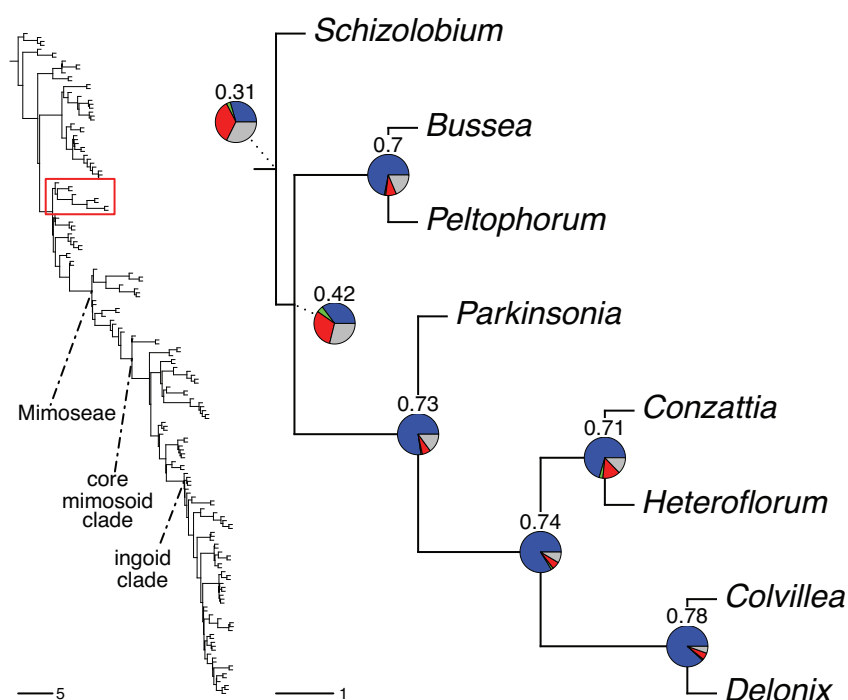 Schizolobium
0.31
Bussea
0.7
Peltophorum
0.42
Parkinsonia
0.73
Conzattia
0.71
Heteroflorum
0.74
Colvillea
0.78
Delonix
Mimoseae
core
mimosoid
clade
ingoid
clade
5
1